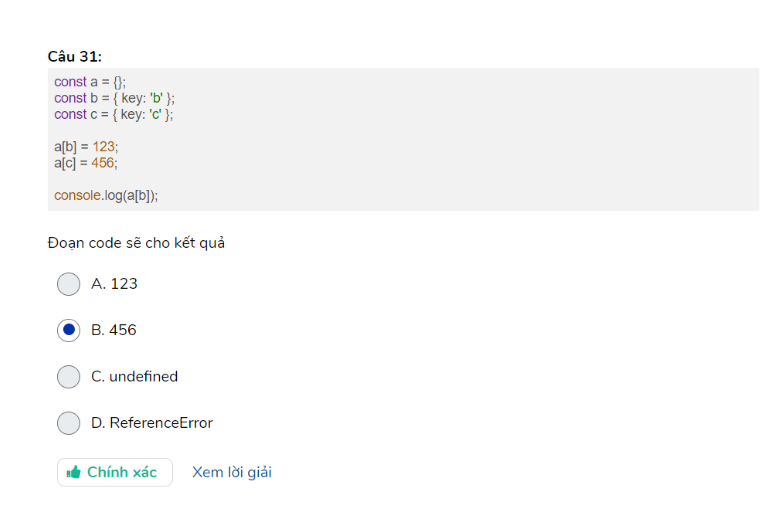 Câu 31:
const a = {};
const b = { key: 'b' };
const c = { key: 'c' };
a[b] = 123;
a[c] = 456;
console.log(a[b]);
Đoạn code sẽ cho kết quả
A. 123
B. 456
C. undefined
D. ReferenceError
Chính xác Xem lời giải